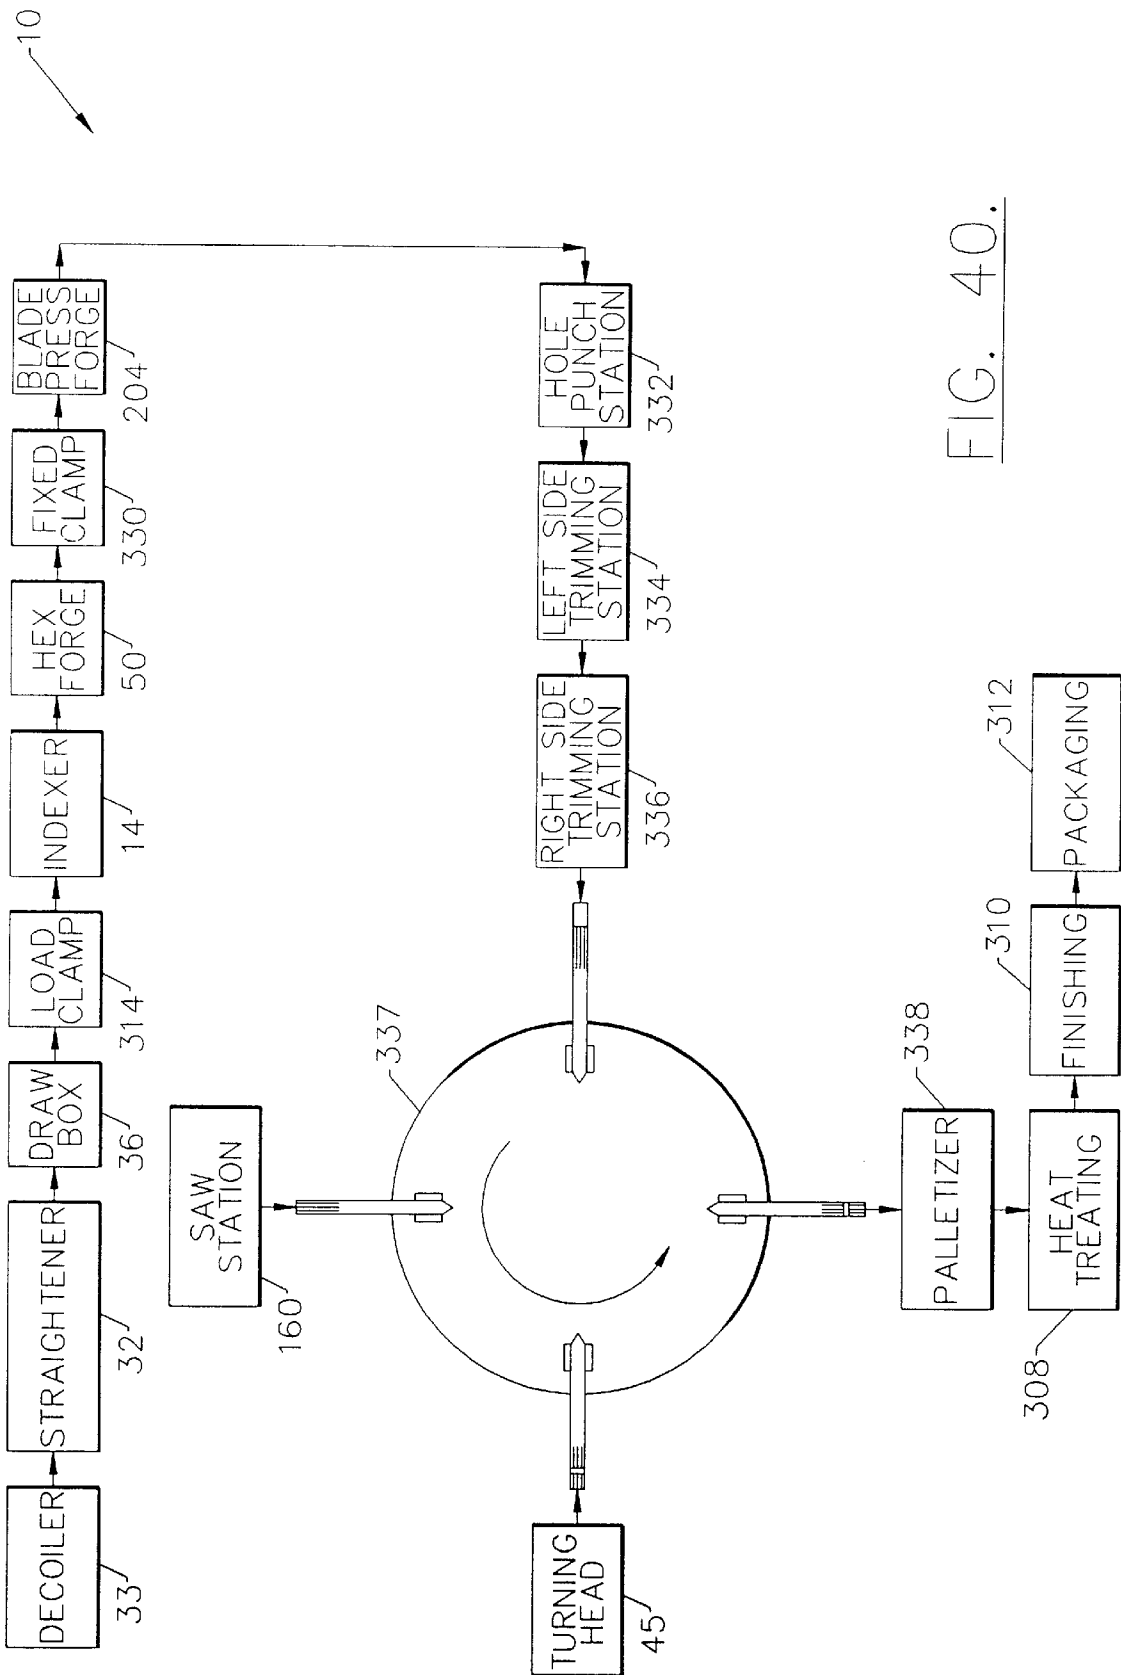 10
DECOILER
33
STRAIGHTENER
32
DRAW
BOX
36
LOAD
CLAMP
314
INDEXER
14
HEX
FORGE
50
FIXED
CLAMP
330
BLADE
PRESS
FORGE
204
HOLE
PUNCH
STATION
332
LEFT SIDE
TRIMMING
STATION
334
RIGHT SIDE
TRIMMING
STATION
336
337
SAW
STATION
160
TURNING
HEAD
45
PALLETIZER
338
HEAT
TREATING
308
FINISHING
310
PACKAGING
312
FIG. 40.